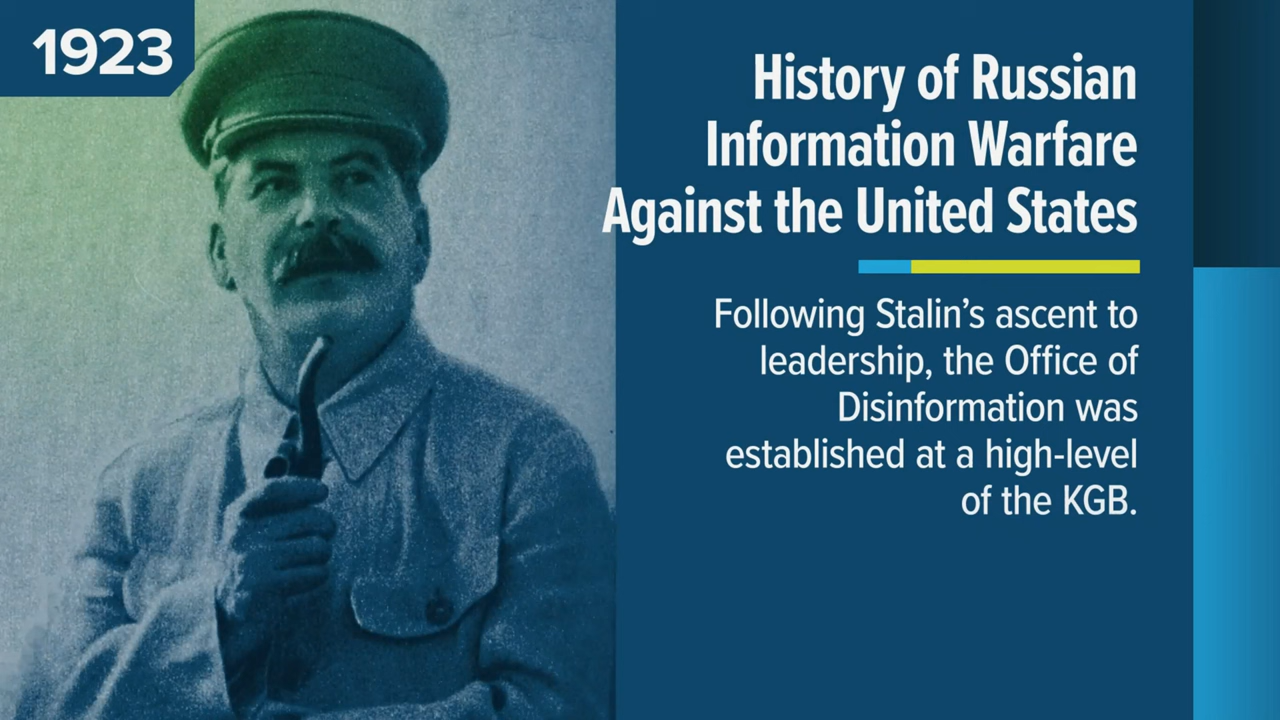 1923
History of Russian
Information Warfare
Against the United States
Following Stalin’s ascent to
leadership, the Office of
Disinformation was
established at a high-level
of the KGB.